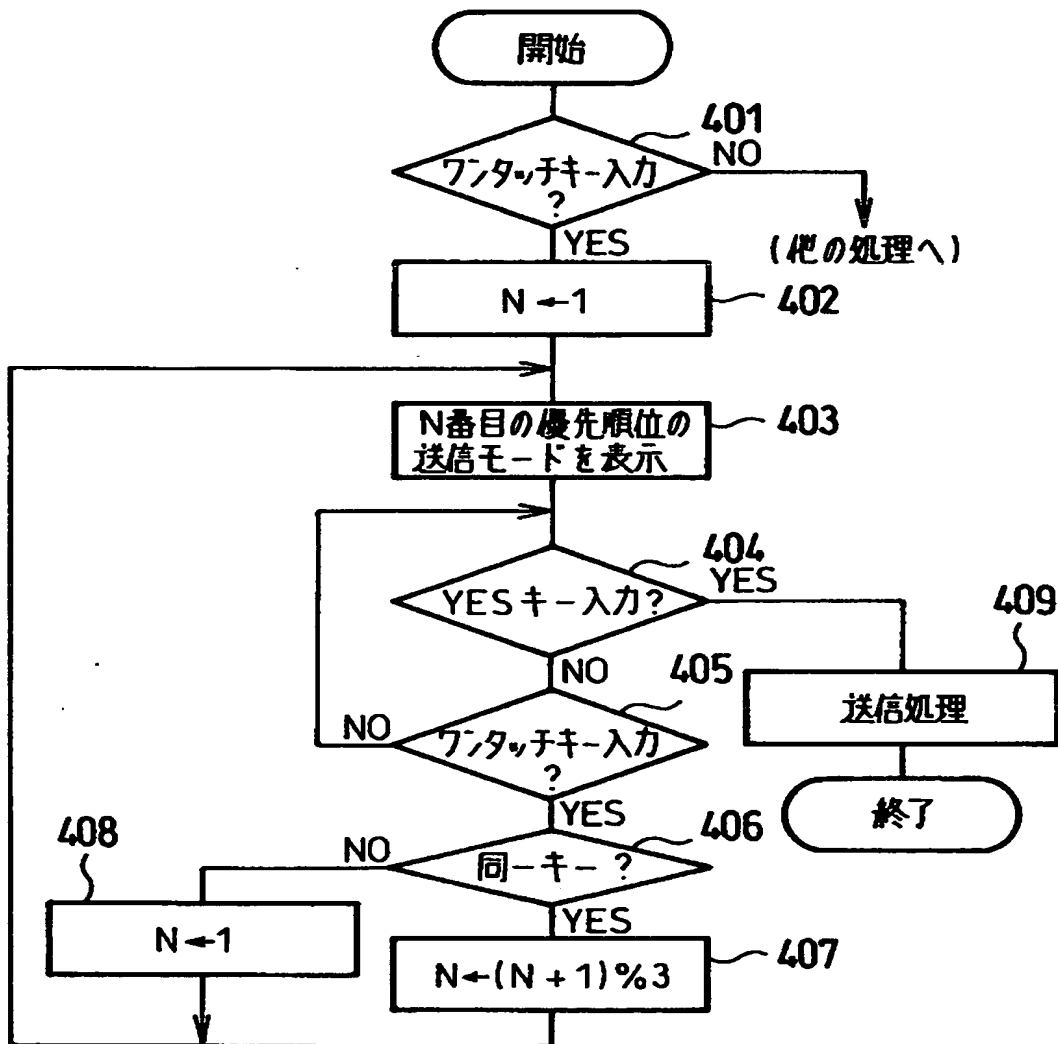 開始
401
ワンタッチキー入力
?
NO
YES
(他の処理へ)
N←1
402
N番目の優先順位の
送信モードを表示
403
404
YESキー入力?
YES
NO
409
送信処理
終了
405
ワンタッチキー入力
?
NO
YES
406
同一キー?
NO
YES
408
N←1
N←(N+1)%3
407